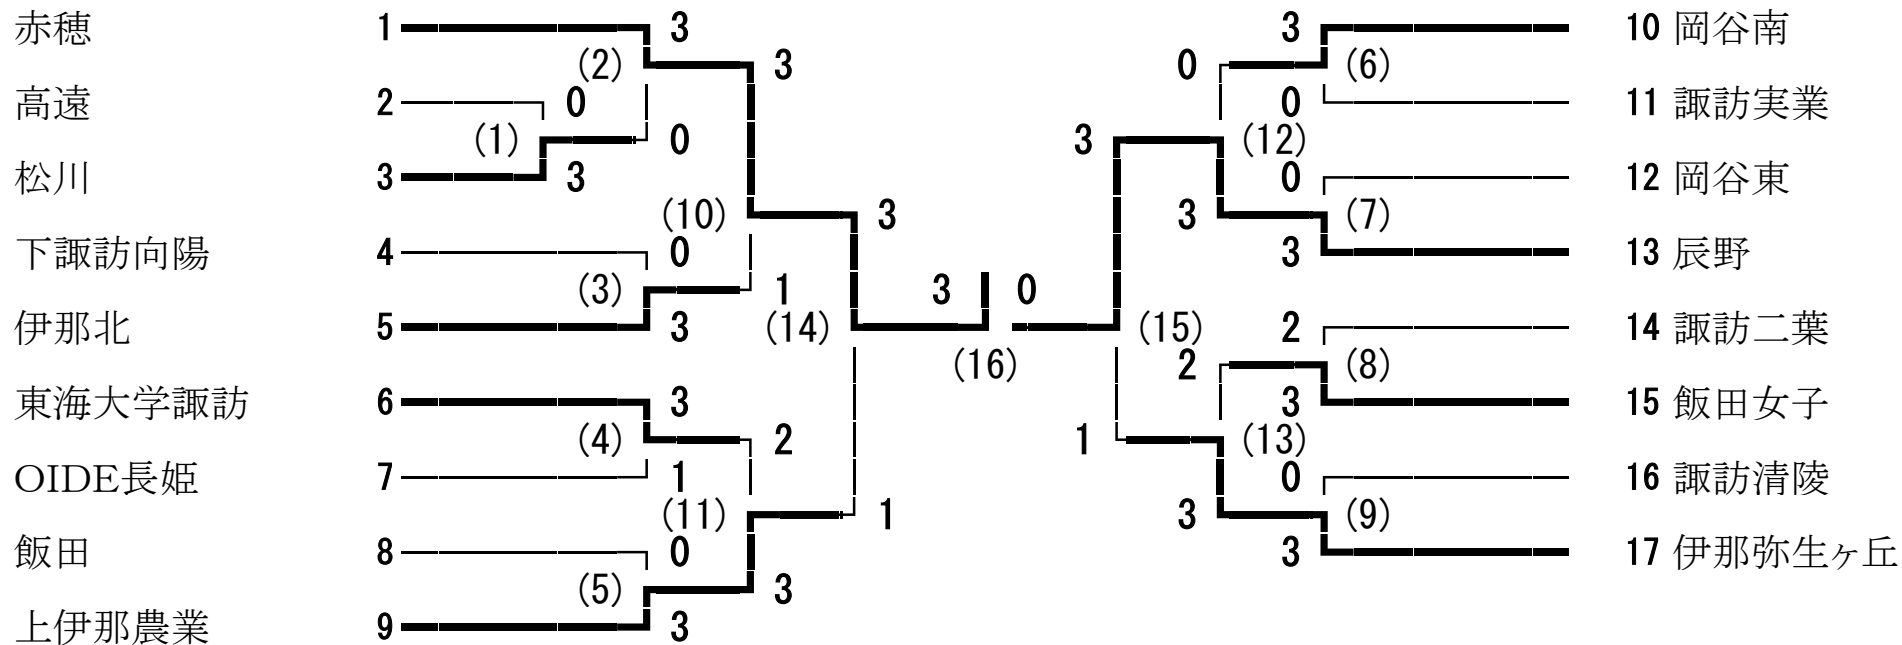 赤穂 1 3 3 10 岡谷南
(2) 3 0 (6)
高遠 2 0 0 11 諏訪実業
(1) 0 3 (12)
松川 3 3 0 12 岡谷東
(10) 3 3 (7)
下諏訪向陽 4 0 3 13 辰野
(3) 1 3 0
伊那北 5 3 (14) (15) 2 14 諏訪二葉
(16) 2 (8)
東海大学諏訪 6 3 3 15 飯田女子
(4) 2 1 (13)
OIDE長姫 7 1 0 16 諏訪清陵
(11) 1 3 (9)
飯田 8 0 3 17 伊那弥生ヶ丘
(5) 3
上伊那農業 9 3